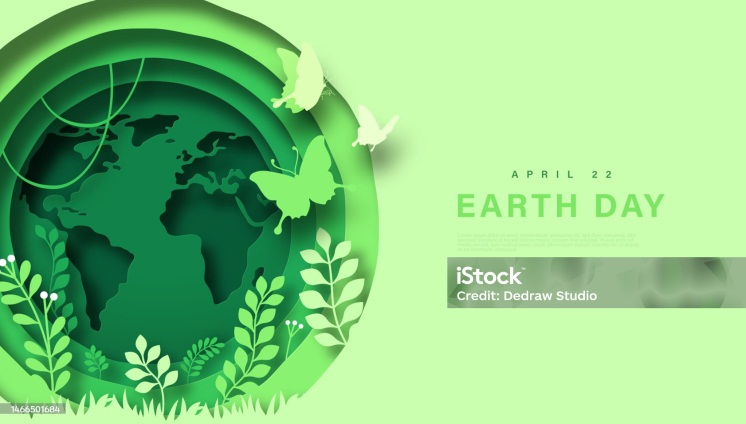 APRIL 22
EARTH DAY
iStock
Credit: Dedraw Studio
1466501684